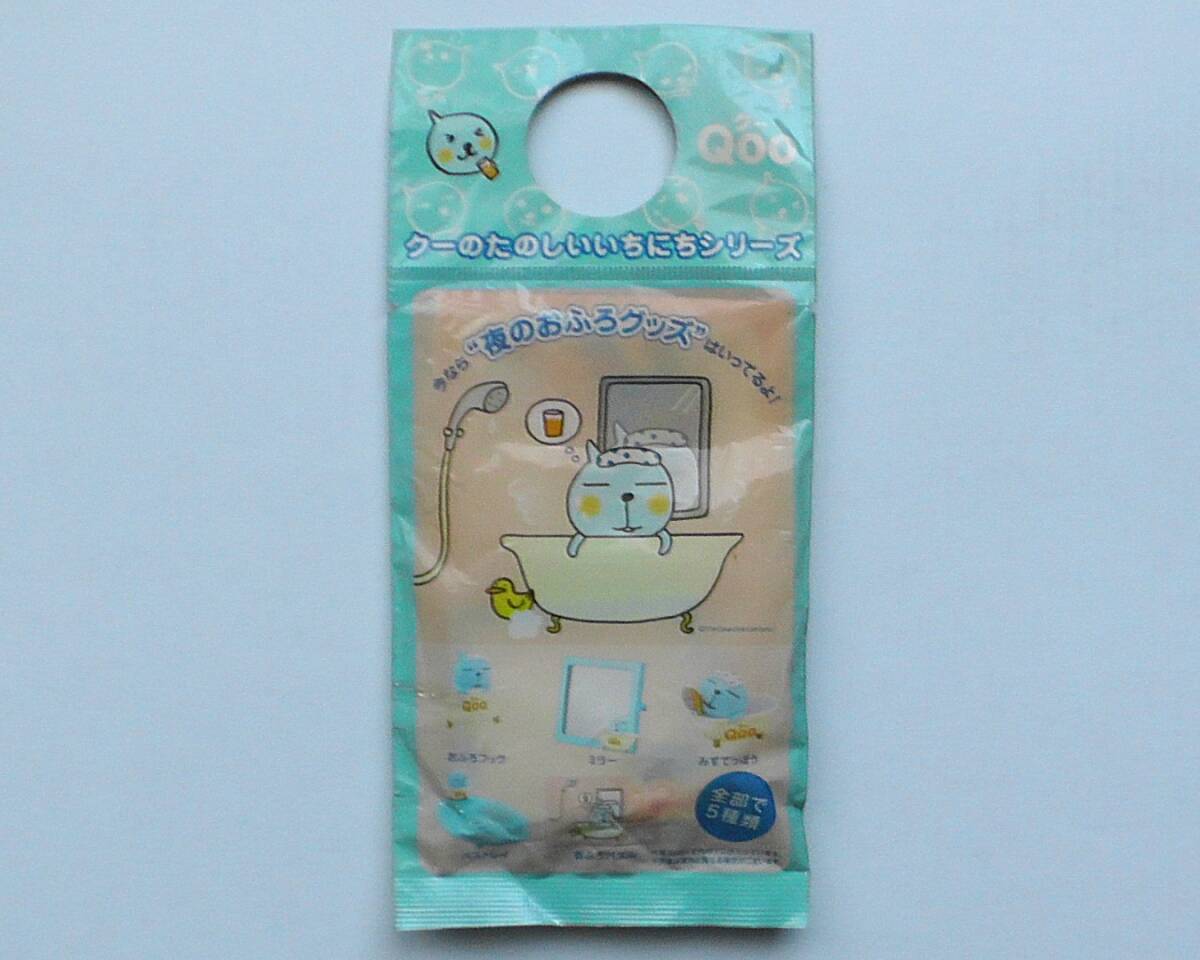 クー
Qoo
クーのたのしいいちにちシリーズ
今なら"夜のおふろグッズ"はいってるよ!
Qoo
おふろフック
ミラー
Qoo
みずでっぽう
全部で
5種類